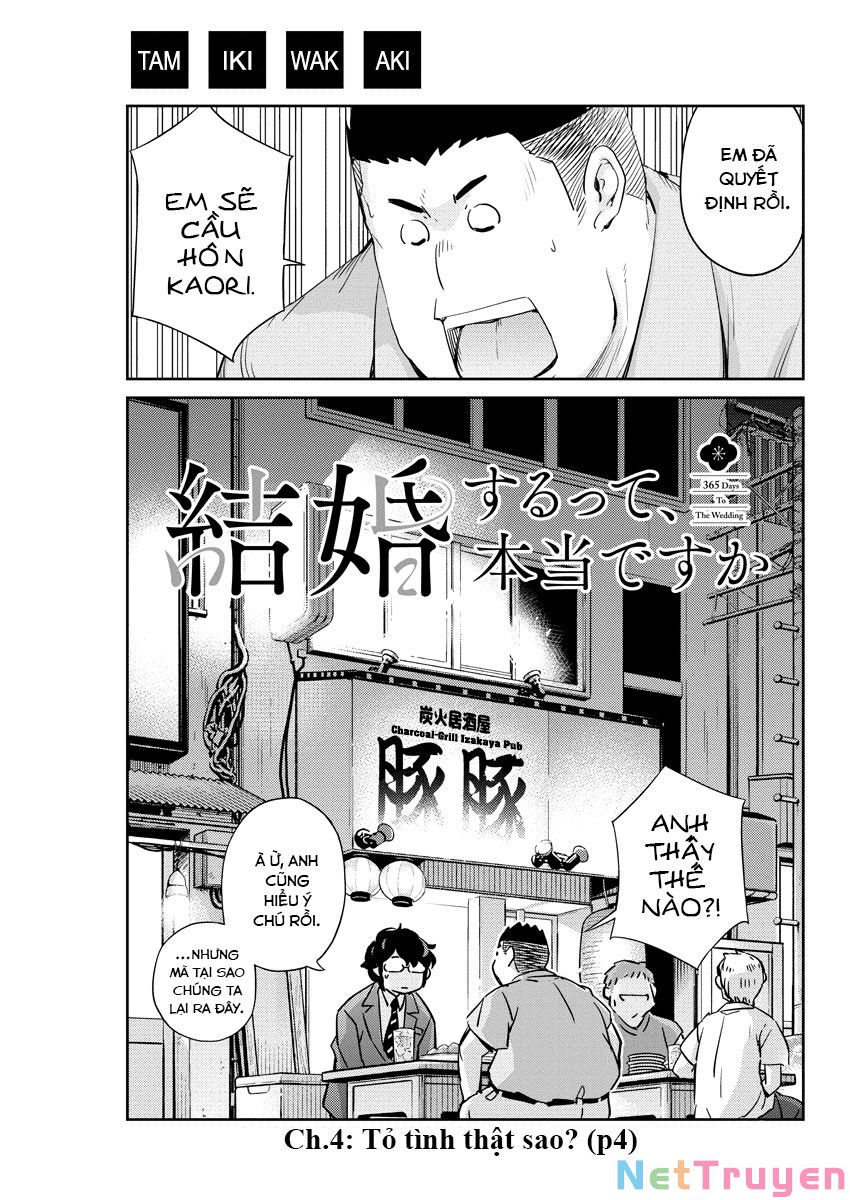 TAM IKI WAK AKI
EM ĐÃ
QUYẾT
ĐỊNH RỒI.
EM SẼ
CẦU
HÔN
KAORI.
結婚するって、
本当ですか
365 Days
To
The Wedding
炭火居酒屋
Charcoal-Grill Izakaya Pub
豚豚
ANH
THẤY
THẾ
NÀO?!
À Ừ, ANH
CŨNG
HIỂU Ý
CHÚ RỒI.
...NHƯNG
MÀ TẠI SAO
CHÚNG TA
LẠI RA ĐÂY.
Ch.4: Tỏ tình thật sao? (p4)
NetTruyen